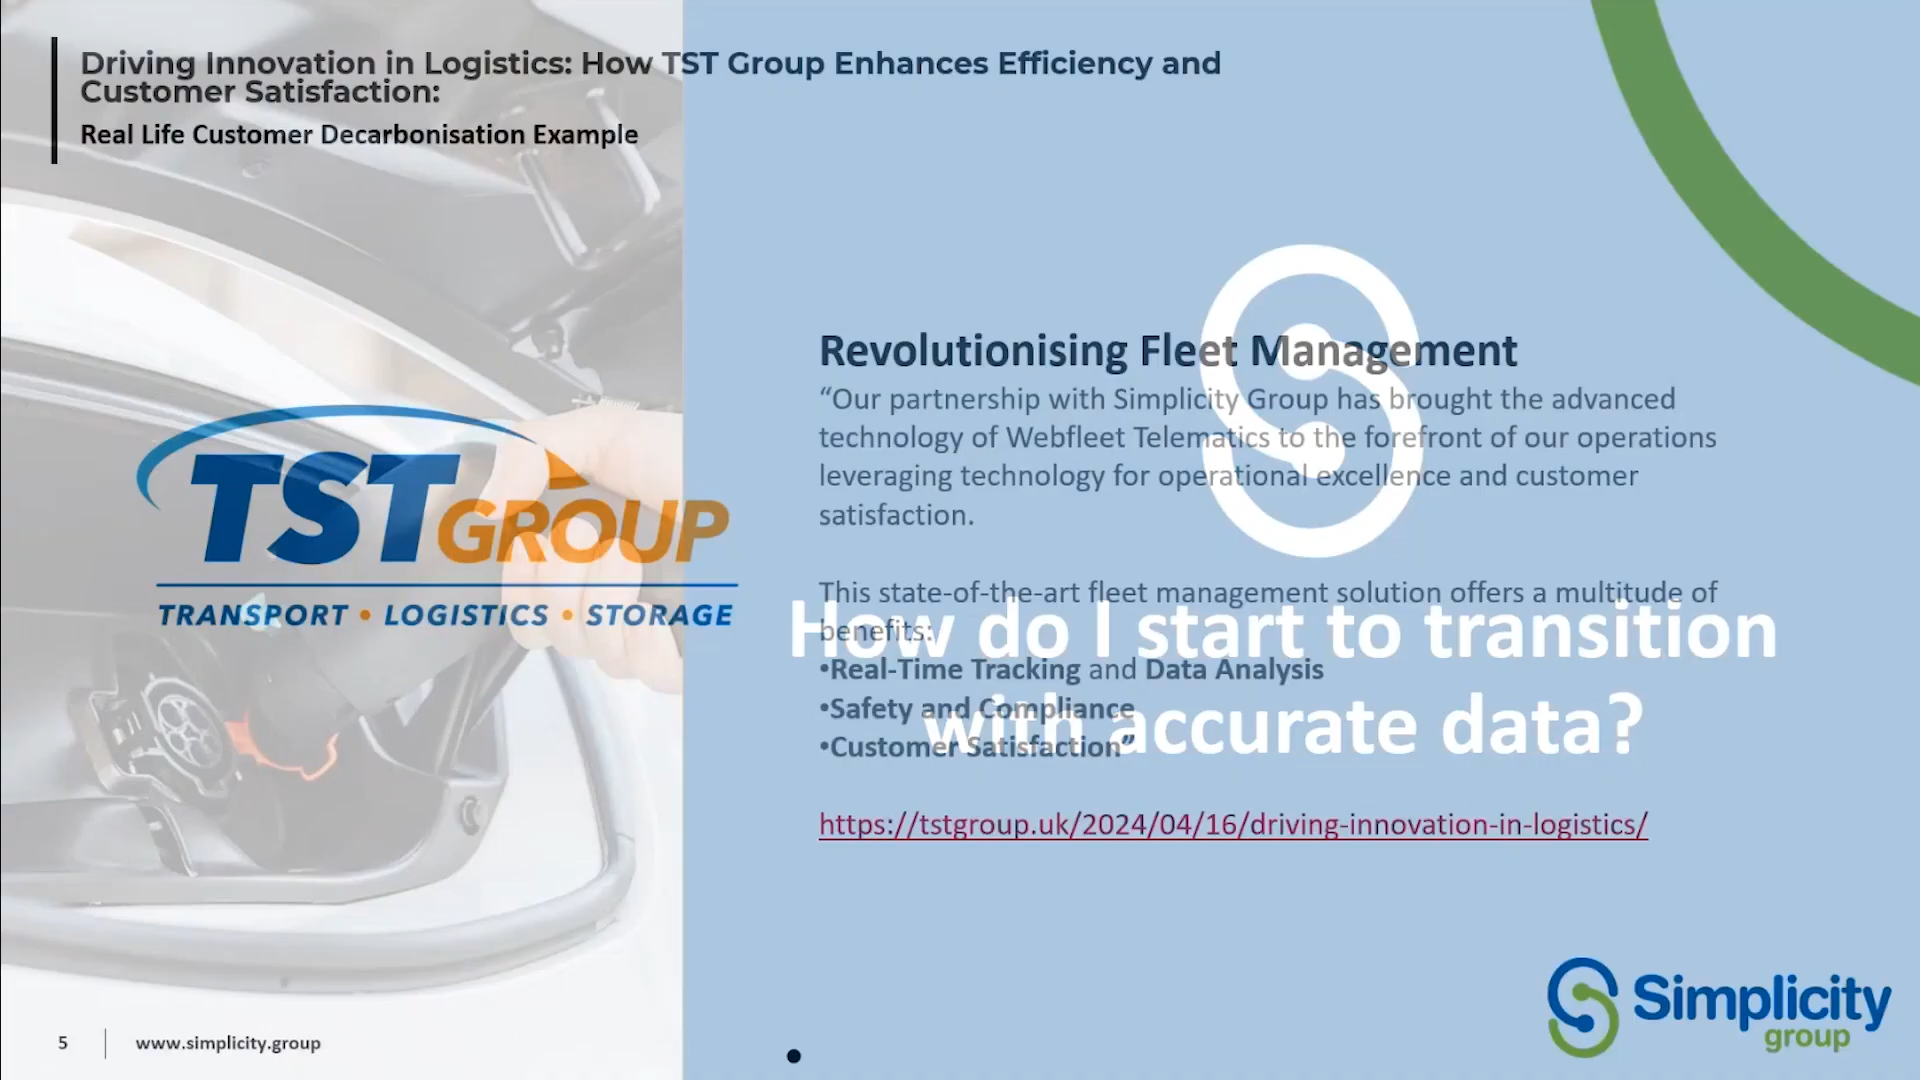 Driving Innovation in Logistics: How TST Group Enhances Efficiency and
Customer Satisfaction:
Real Life Customer Decarbonisation Example
TST GROUP
TRANSPORT • LOGISTICS • STORAGE
Revolutionising Fleet Management
“Our partnership with Simplicity Group has brought the advanced
technology of Webfleet Telematics to the forefront of our operations
leveraging technology for operational excellence and customer
satisfaction.
This state-of-the-art fleet management solution offers a multitude of
benefits:
•Real-Time Tracking and Data Analysis
•Safety and Compliance
•Customer Satisfaction”
https://tstgroup.uk/2024/04/16/driving-innovation-in-logistics/
How do I start to transition
with accurate data?
5
www.simplicity.group
Simplicity
group